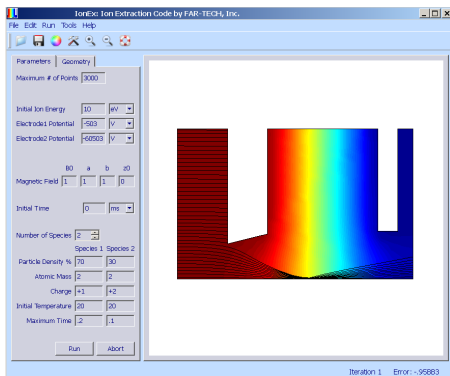 IonEx: Ion Extraction Code by FAR-TECH, Inc.
File Edit Run Tools Help
Parameters Geometry
Maximum # of Points 3000
Initial Ion Energy 10 eV
Electrode1 Potential -503 V
Electrode2 Potential -60503 V
B0 a b z0
Magnetic Field 1 1 1 0
Initial Time 0 ms
Number of Species 2
Species 1 Species 2
Particle Density % 70 30
Atomic Mass 2 2
Charge +1 +2
Initial Temperature 20 20
Maximum Time .2 .1
Run Abort
Iteration 1 Error: -.95883